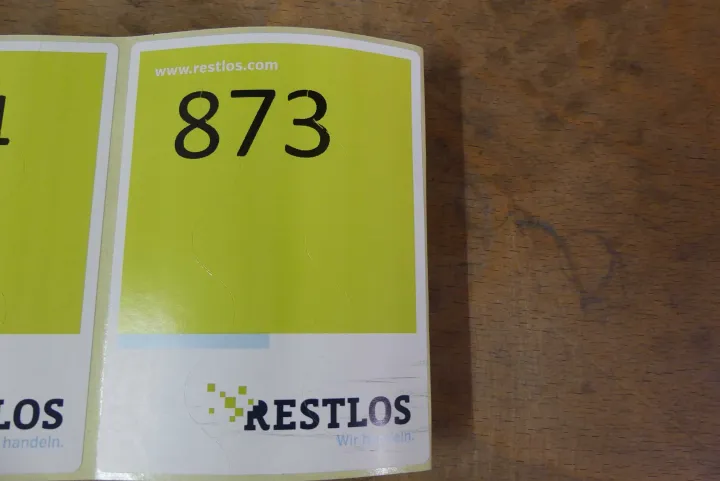 www.restlos.com
873
RESTLOS
Wir handeln.
LOS
handeln.